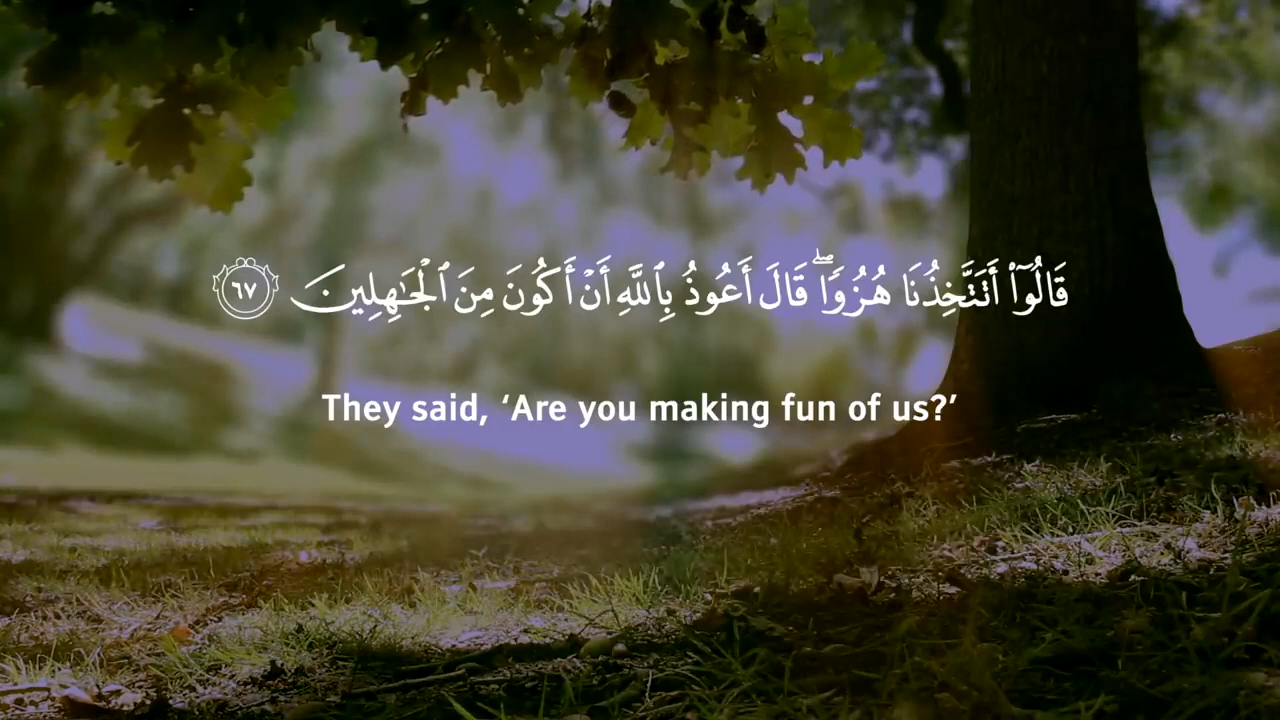 قَالُوٓا۟ أَتَتَّخِذُنَا هُزُوًۭا ۖ قَالَ أَعُوذُ بِٱللَّهِ أَنْ أَكُونَ مِنَ ٱلْجَـٰهِلِينَ ٦٧
They said, ‘Are you making fun of us?’